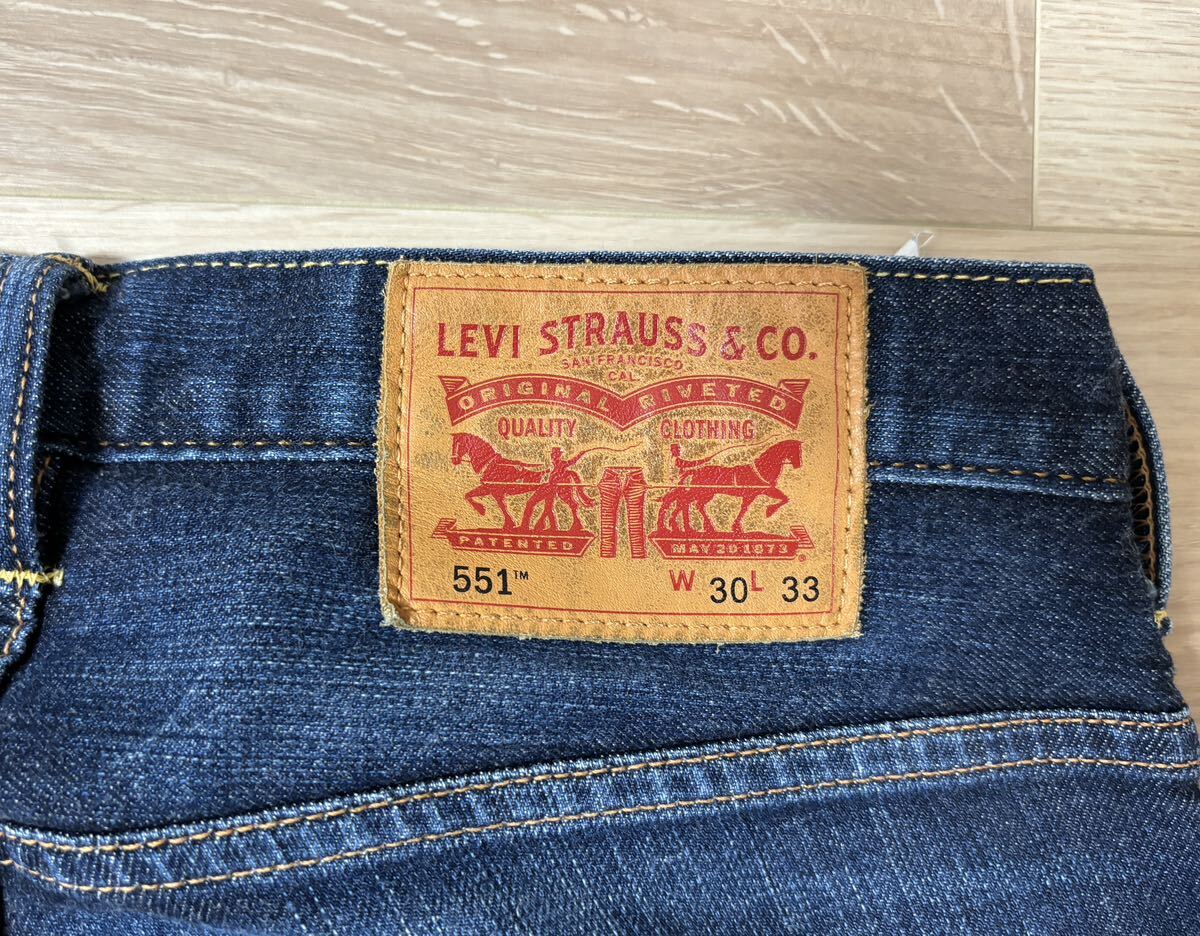 LEVI STRAUSS & CO.
SAN FRANCISCO
CAL
ORIGINAL RIVETED
QUALITY CLOTHING
PATENTED MAY 20 1873 ®
551™ W 30 L 33